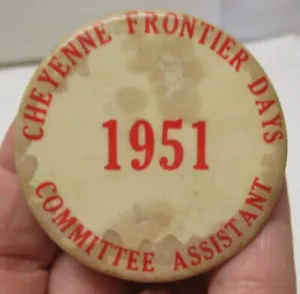 CHEYENNE FRONTIER DAYS
1951
COMMITTEE ASSISTANT